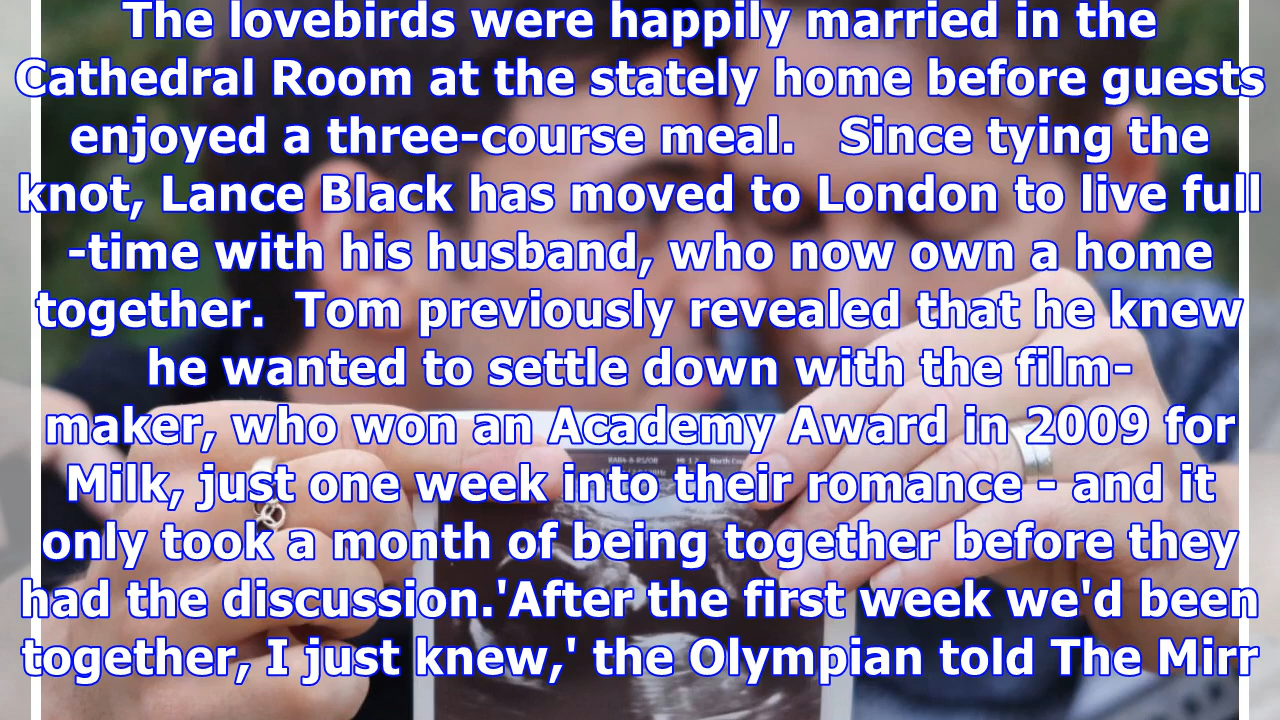 The lovebirds were happily married in the
Cathedral Room at the stately home before guests
enjoyed a three-course meal.   Since tying the
knot, Lance Black has moved to London to live full
-time with his husband, who now own a home
together.  Tom previously revealed that he knew
he wanted to settle down with the film-
maker, who won an Academy Award in 2009 for
Milk, just one week into their romance - and it
only took a month of being together before they
had the discussion.'After the first week we'd been
together, I just knew,' the Olympian told The Mirr